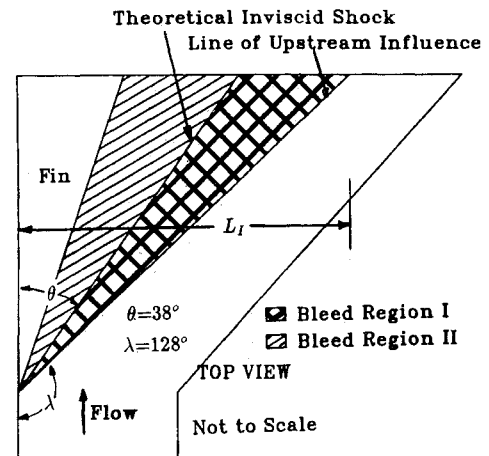 Theoretical Inviscid Shock
Line of Upstream Influence
Fin
L_I
θ
θ=38°
λ=128°
Bleed Region I
Bleed Region II
TOP VIEW
λ
Flow
Not to Scale